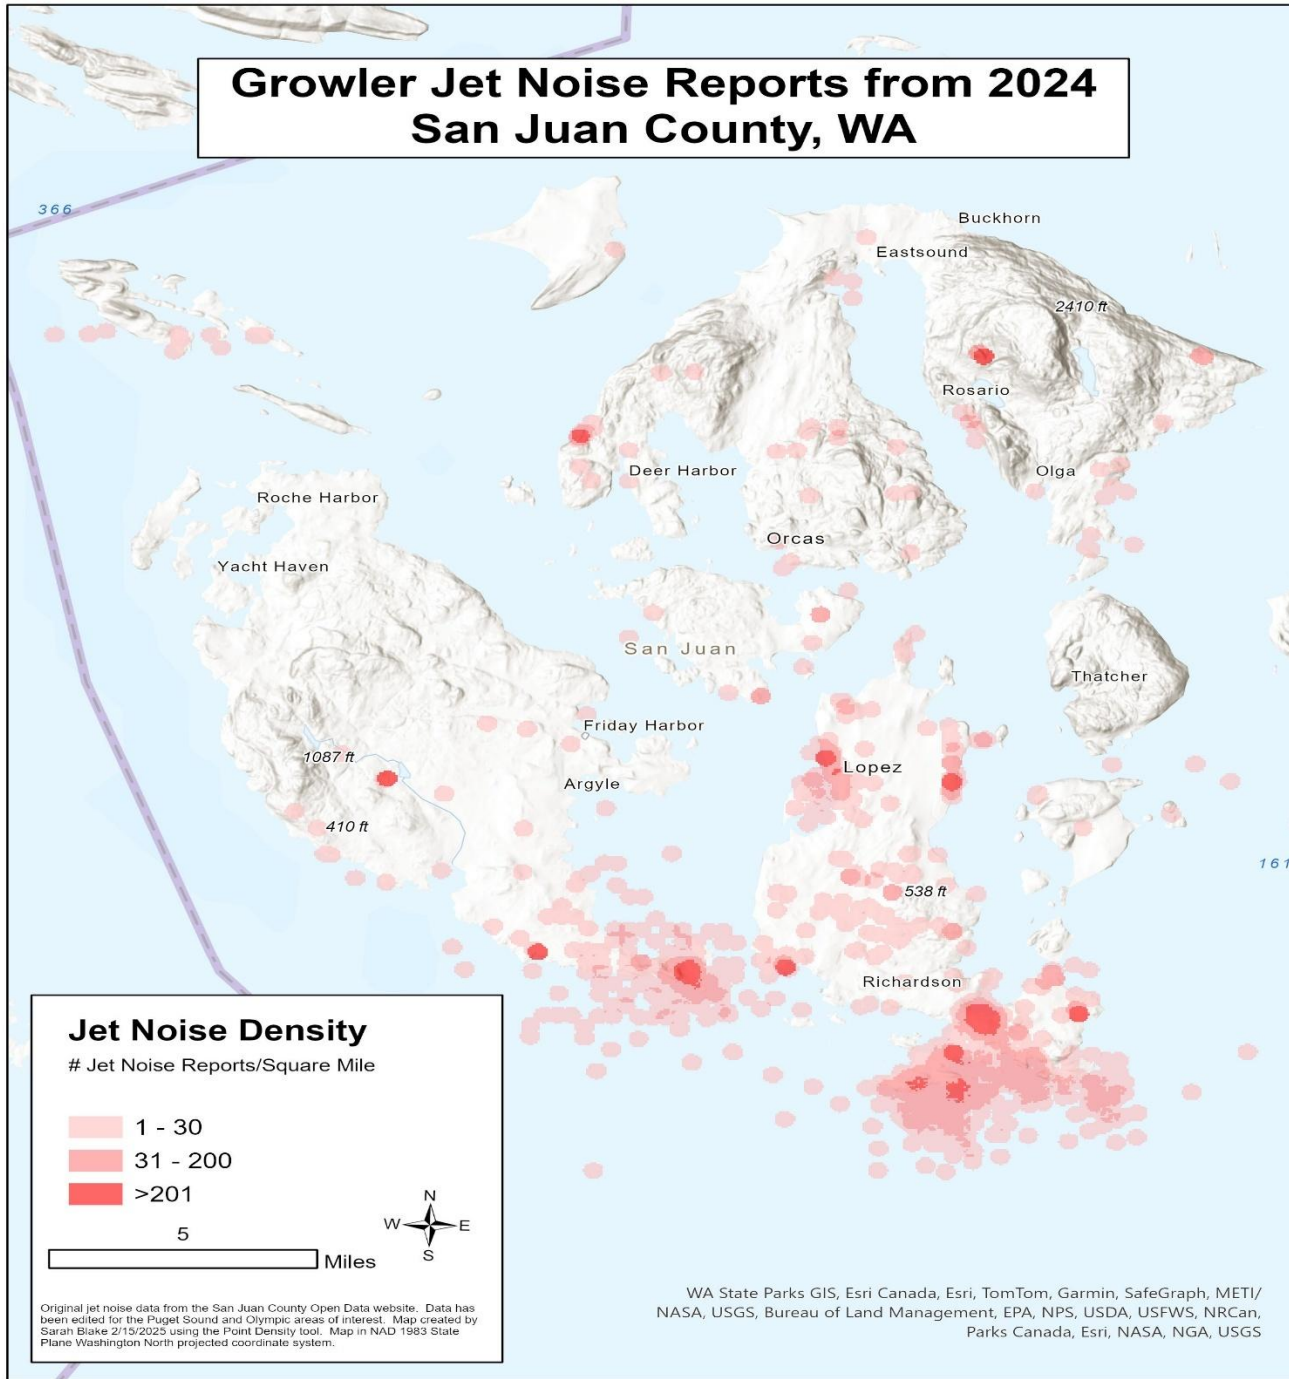 Growler Jet Noise Reports from 2024
San Juan County, WA
366
Buckhorn
Eastsound
2410 ft
Rosario
Deer Harbor
Olga
Roche Harbor
Orcas
Yacht Haven
San Juan
Thatcher
Friday Harbor
1087 ft
Lopez
Argyle
410 ft
161
538 ft
Richardson
Jet Noise Density
# Jet Noise Reports/Square Mile
1 - 30
31 - 200
>201
N
W
E
S
5
Miles
Original jet noise data from the San Juan County Open Data website. Data has
been edited for the Puget Sound and Olympic areas of interest. Map created by
Sarah Blake 2/15/2025 using the Point Density tool. Map in NAD 1983 State
Plane Washington North projected coordinate system.
WA State Parks GIS, Esri Canada, Esri, TomTom, Garmin, SafeGraph, METI/
NASA, USGS, Bureau of Land Management, EPA, NPS, USDA, USFWS, NRCan,
Parks Canada, Esri, NASA, NGA, USGS